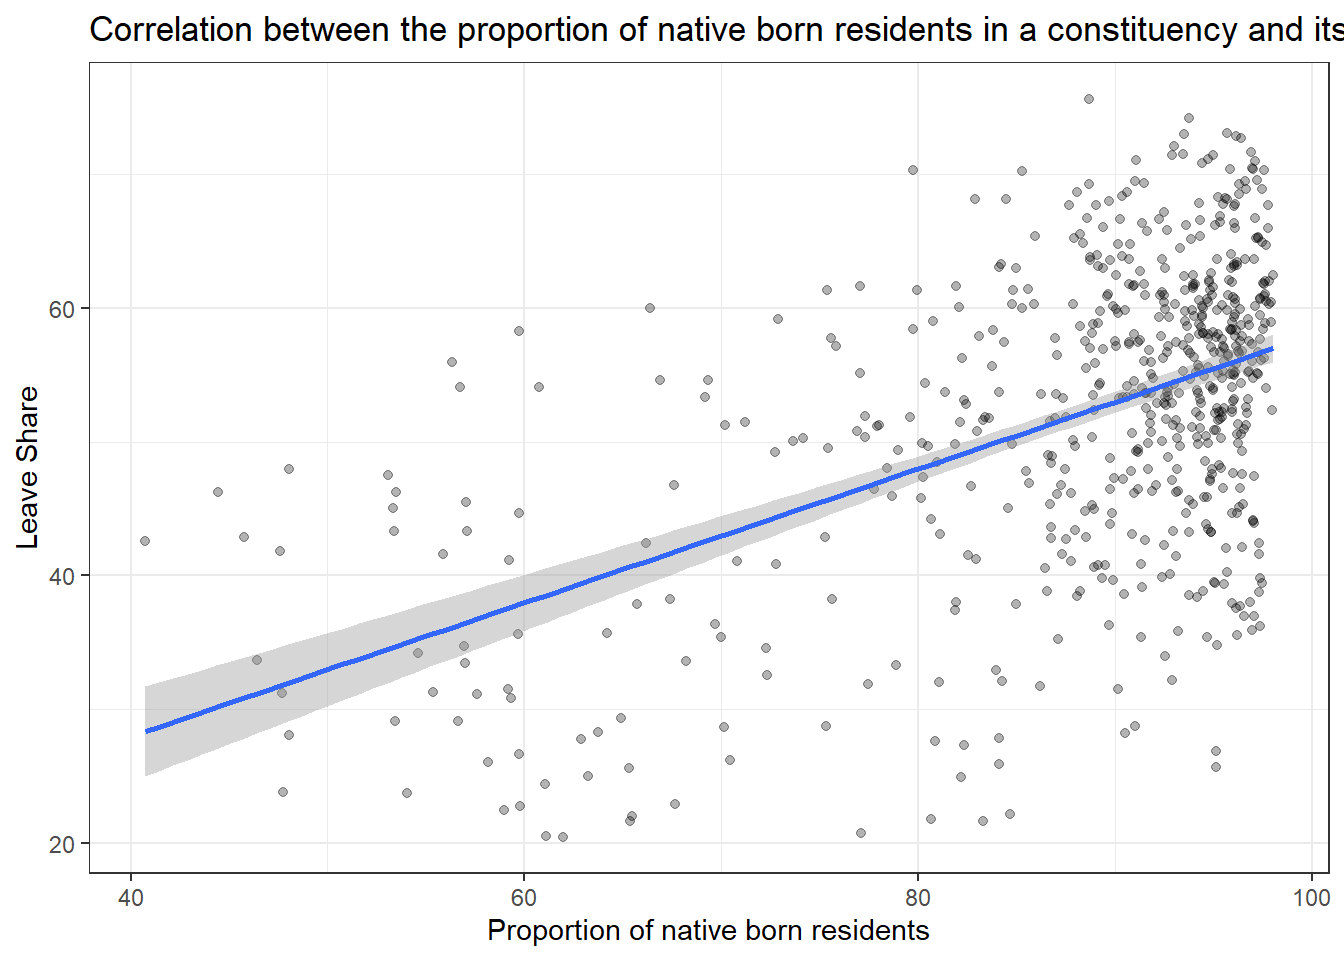 Correlation between the proportion of native born residents in a constituency and its
60
40
20
Leave Share
40 60 80 100
Proportion of native born residents